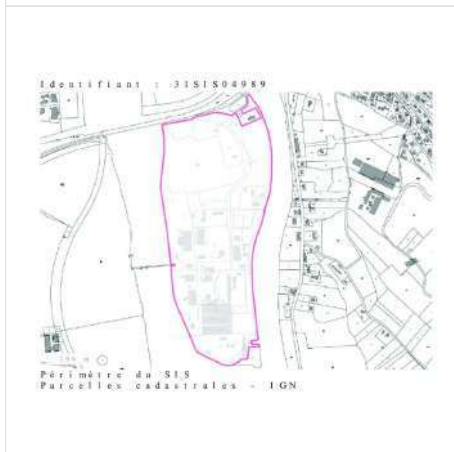 Identifiant : 31SIS04989
Périmètre du SIS
Parcelles cadastrales - IGN